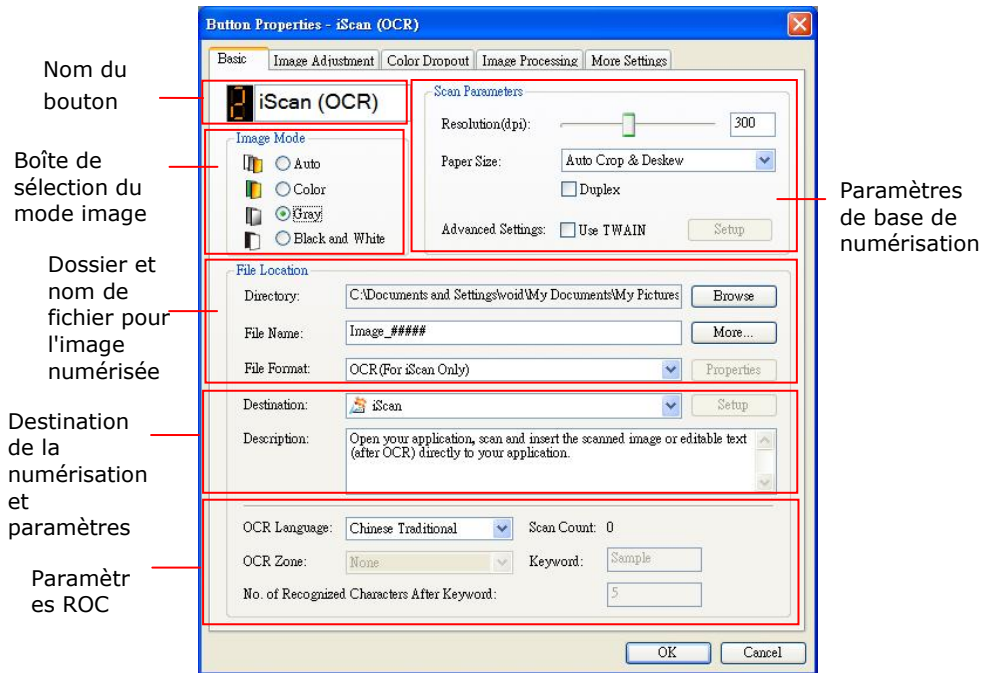 Button Properties - iScan (OCR)
Basic Image Adjustment Color Dropout Image Processing More Settings
Nom du
bouton
2 iScan (OCR)
Boîte de
sélection du
mode image
Image Mode
Auto
Color
Gray
Black and White
Scan Parameters
Resolution(dpi): 300
Paper Size: Auto Crop & Deskew
Duplex
Advanced Settings: Use TWAIN Setup
Paramètres
de base de
numérisation
Dossier et
nom de
fichier pour
l'image
numérisée
File Location
Directory: C:\Documents and Settings\void\My Documents\My Pictures Browse
File Name: Image_##### More...
File Format: OCR(For iScan Only) Properties
Destination
de la
numérisation
et
paramètres
Destination: iScan Setup
Description: Open your application, scan and insert the scanned image or editable text
(after OCR) directly to your application.
Paramètr
es ROC
OCR Language: Chinese Traditional Scan Count: 0
OCR Zone: None Keyword: Sample
No. of Recognized Characters After Keyword: 5
OK Cancel